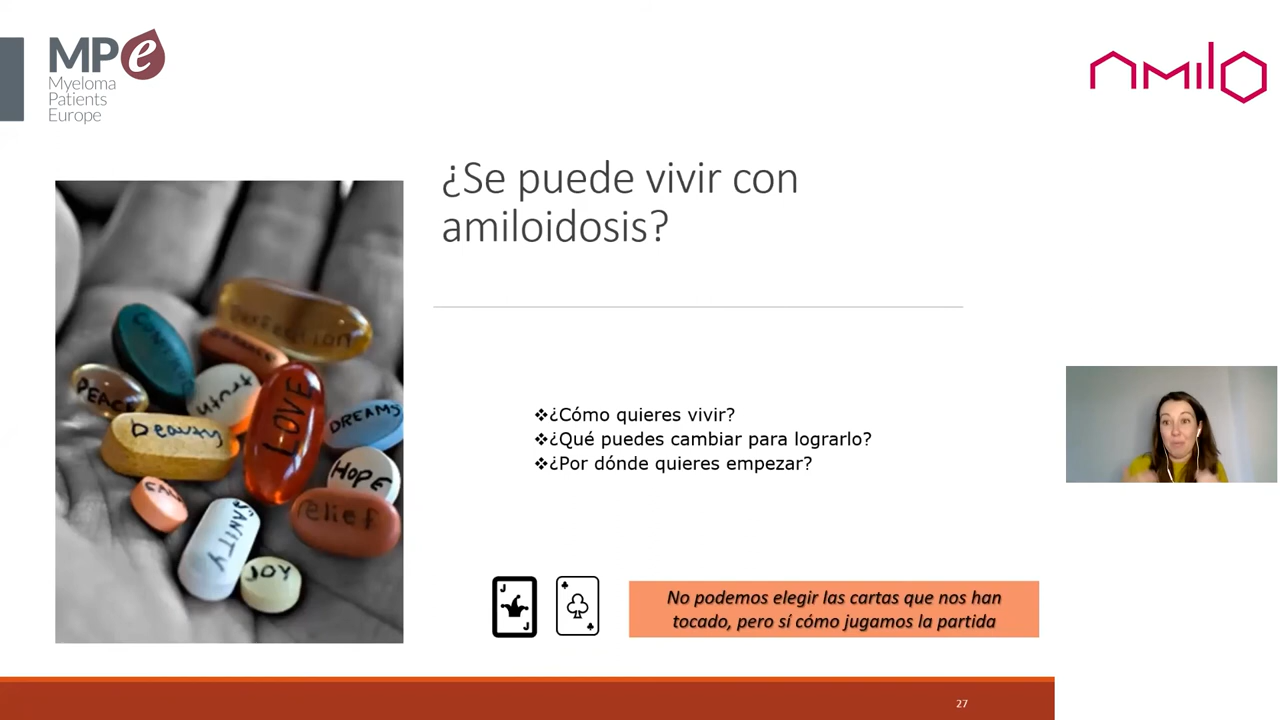 MPe
Myeloma
Patients
Europe
amilo
¿Se puede vivir con
amiloidosis?
PEACE
beauty
LOVE
DREAMS
HOPE
relief
SANITY
JOY
❖¿Cómo quieres vivir?
❖¿Qué puedes cambiar para lograrlo?
❖¿Por dónde quieres empezar?
J
J
No podemos elegir las cartas que nos han
tocado, pero sí cómo jugamos la partida
27